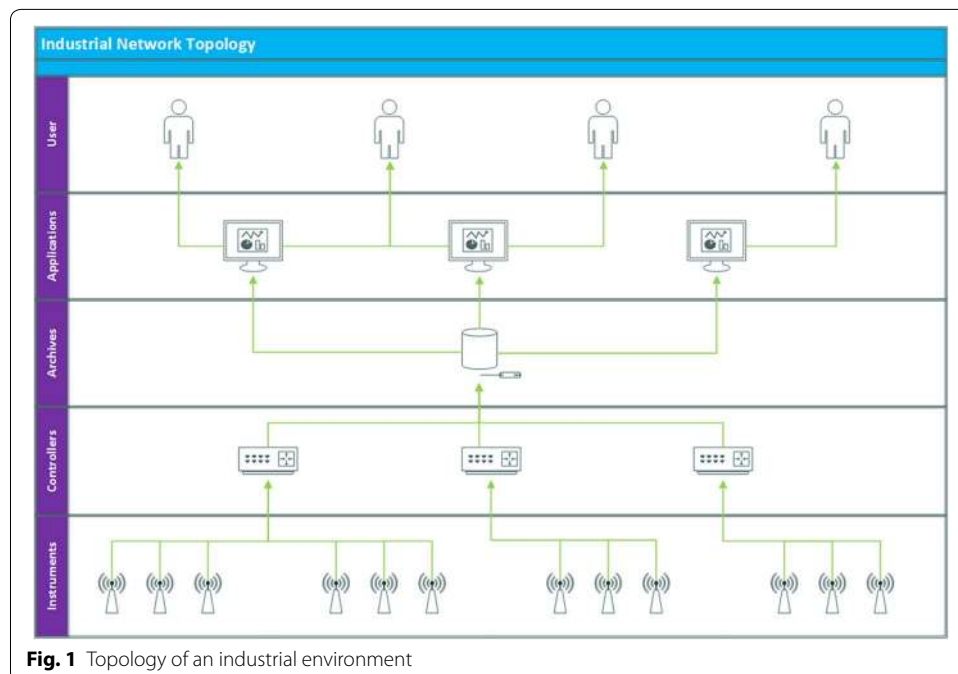 Industrial Network Topology
User
Applications
Archives
Controllers
Instruments
Fig. 1 Topology of an industrial environment